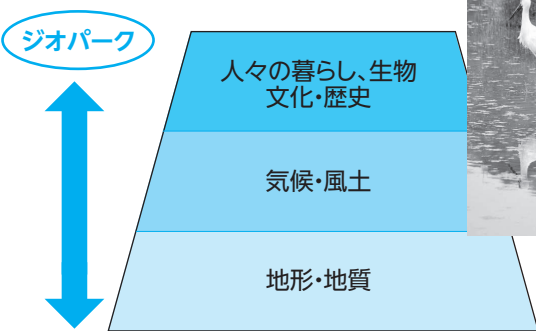 ジオパーク
人々の暮らし、生物
文化・歴史
気候・風土
地形・地質